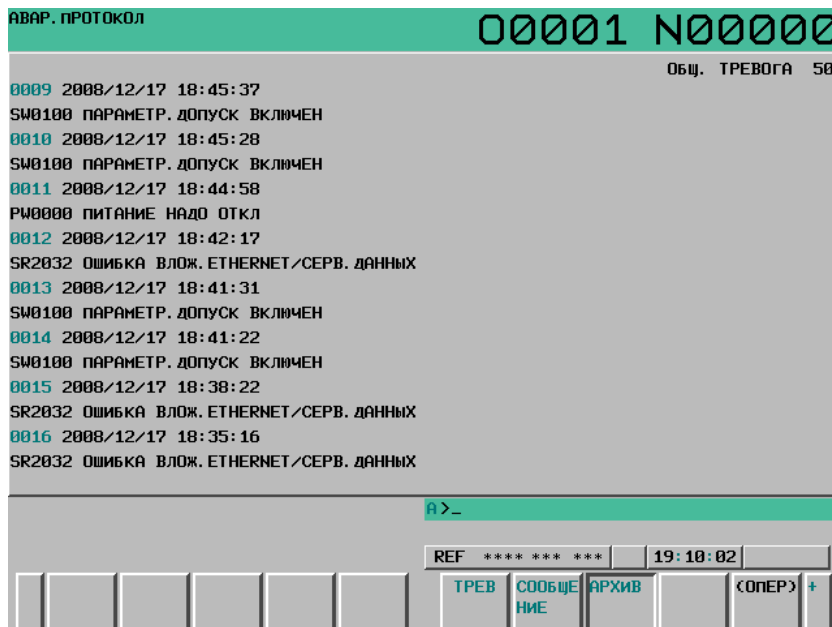 АВАР.ПРОТОКОЛ
O0001 N00000
ОБЩ. ТРЕВОГА 50
0009 2008/12/17 18:45:37
SW0100 ПАРАМЕТР.ДОПУСК ВКЛЮЧЕН
0010 2008/12/17 18:45:28
SW0100 ПАРАМЕТР.ДОПУСК ВКЛЮЧЕН
0011 2008/12/17 18:44:58
PW0000 ПИТАНИЕ НАДО ОТКЛ
0012 2008/12/17 18:42:17
SR2032 ОШИБКА ВЛОЖ.ETHERNET/СЕРВ.ДАННЫХ
0013 2008/12/17 18:41:31
SW0100 ПАРАМЕТР.ДОПУСК ВКЛЮЧЕН
0014 2008/12/17 18:41:22
SW0100 ПАРАМЕТР.ДОПУСК ВКЛЮЧЕН
0015 2008/12/17 18:38:22
SR2032 ОШИБКА ВЛОЖ.ETHERNET/СЕРВ.ДАННЫХ
0016 2008/12/17 18:35:16
SR2032 ОШИБКА ВЛОЖ.ETHERNET/СЕРВ.ДАННЫХ
A>_
REF **** *** *** 19:10:02
ТРЕВ СООБЩЕ АРХИВ (ОПЕР) +
НИЕ